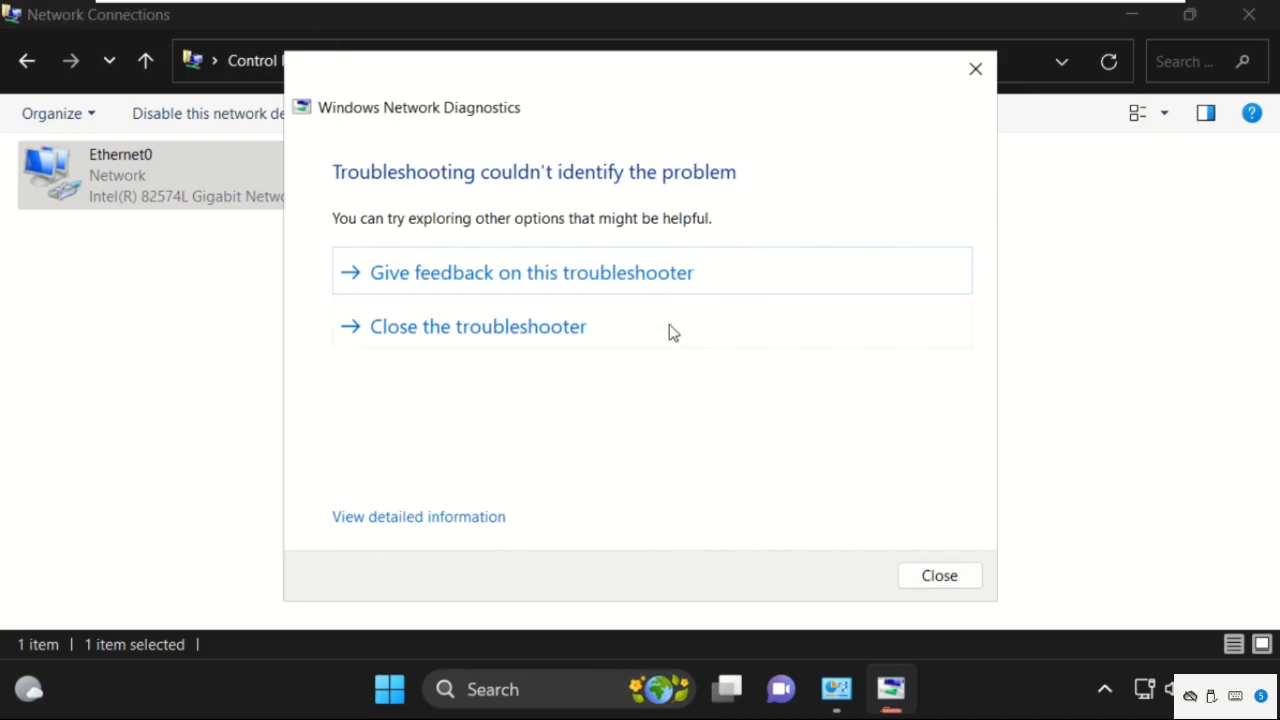 Network Connections
Control
Search ...
Organize
Disable this network de
Windows Network Diagnostics
Ethernet0
Network
Intel(R) 82574L Gigabit Netw
Troubleshooting couldn't identify the problem
You can try exploring other options that might be helpful.
Give feedback on this troubleshooter
Close the troubleshooter
View detailed information
Close
1 item
1 item selected
Search
5